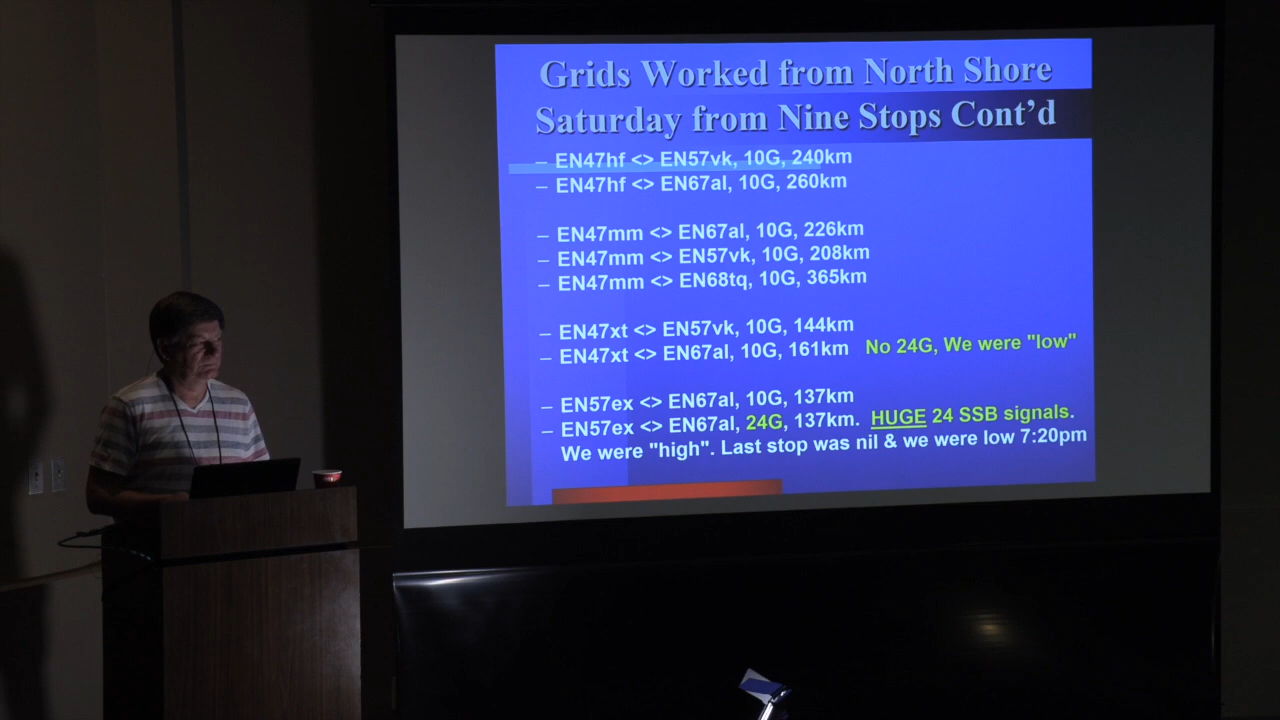 Grids Worked from North Shore
Saturday from Nine Stops Cont’d
– EN47hf <> EN57vk, 10G, 240km
– EN47hf <> EN67al, 10G, 260km
– EN47mm <> EN67al, 10G, 226km
– EN47mm <> EN57vk, 10G, 208km
– EN47mm <> EN68tq, 10G, 365km
– EN47xt <> EN57vk, 10G, 144km
– EN47xt <> EN67al, 10G, 161km No 24G, We were "low"
– EN57ex <> EN67al, 10G, 137km
– EN57ex <> EN67al, 24G, 137km. HUGE 24 SSB signals.
We were "high". Last stop was nil & we were low 7:20pm